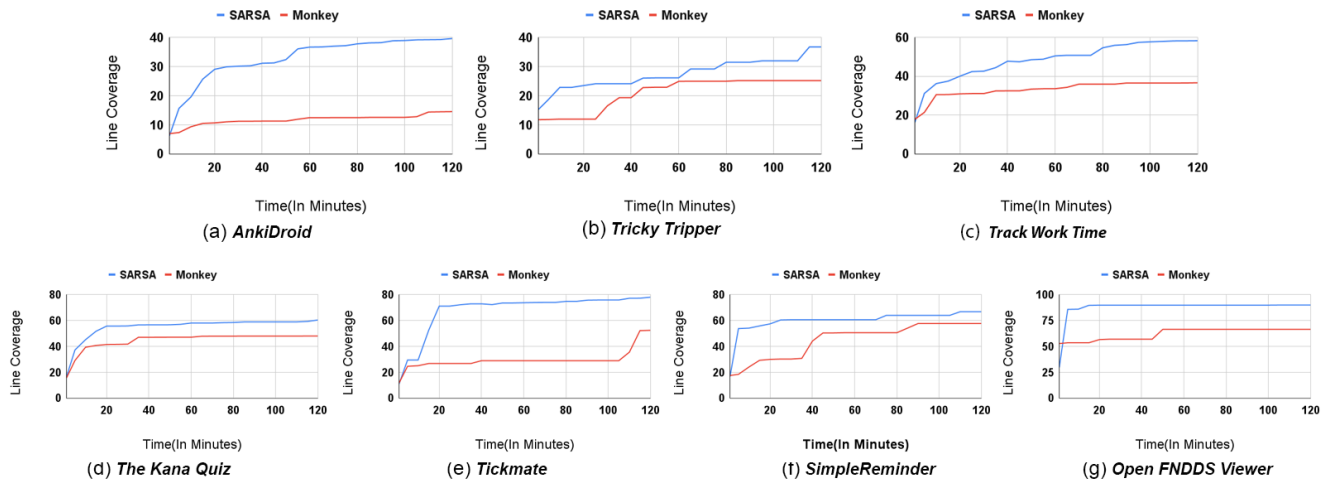 SARSA Monkey
Line Coverage
40
30
20
10
0
20 40 60 80 100 120
Time(In Minutes)
(a) AnkiDroid
SARSA Monkey
Line Coverage
40
30
20
10
0
20 40 60 80 100 120
Time(In Minutes)
(b) Tricky Tripper
SARSA Monkey
Line Coverage
60
40
20
0
20 40 60 80 100 120
Time(In Minutes)
(c) Track Work Time
SARSA Monkey
Line Coverage
80
60
40
20
0
20 40 60 80 100 120
Time(In Minutes)
(d) The Kana Quiz
SARSA Monkey
Line Coverage
80
60
40
20
0
20 40 60 80 100 120
Time(In Minutes)
(e) Tickmate
SARSA Monkey
Line Coverage
80
60
40
20
0
20 40 60 80 100 120
Time(In Minutes)
(f) SimpleReminder
SARSA Monkey
Line Coverage
100
75
50
25
0
20 40 60 80 100 120
Time(In Minutes)
(g) Open FNDDS Viewer